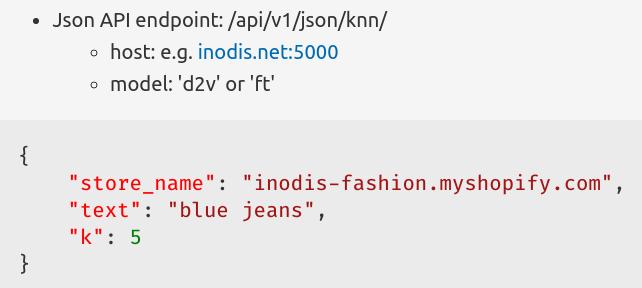 Json API endpoint: /api/v1/json/knn/
host: e.g. inodis.net:5000
model: 'd2v' or 'ft'
{
"store_name": "inodis-fashion.myshopify.com",
"text": "blue jeans",
"k": 5
}